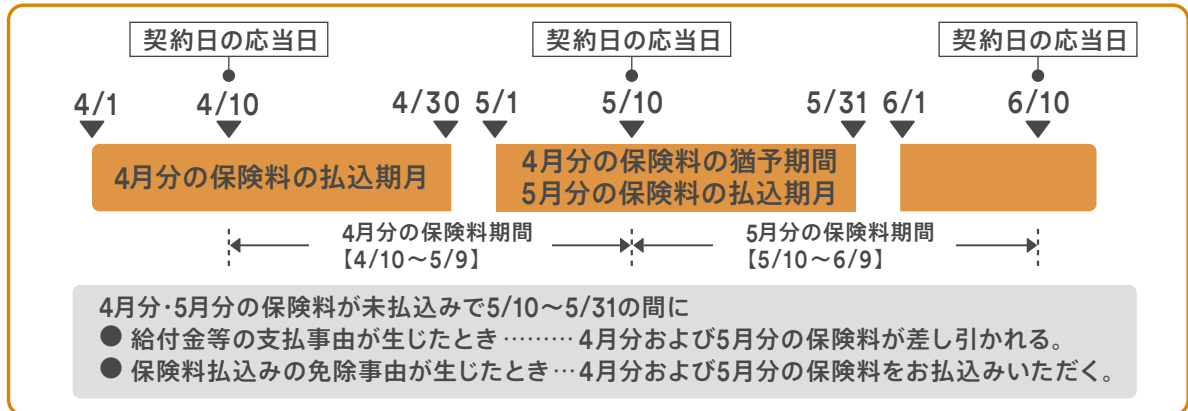 契約日の応当日 契約日の応当日 契約日の応当日
4/1 4/10 4/30 5/1 5/10 5/31 6/1 6/10
4月分の保険料の払込期月
4月分の保険料の猶予期間
5月分の保険料の払込期月
4月分の保険料期間
【4/10～5/9】
5月分の保険料期間
【5/10～6/9】
4月分・5月分の保険料が未払込みで5/10～5/31の間に
● 給付金等の支払事由が生じたとき………4月分および5月分の保険料が差し引かれる。
● 保険料払込みの免除事由が生じたとき…4月分および5月分の保険料をお払込みいただく。